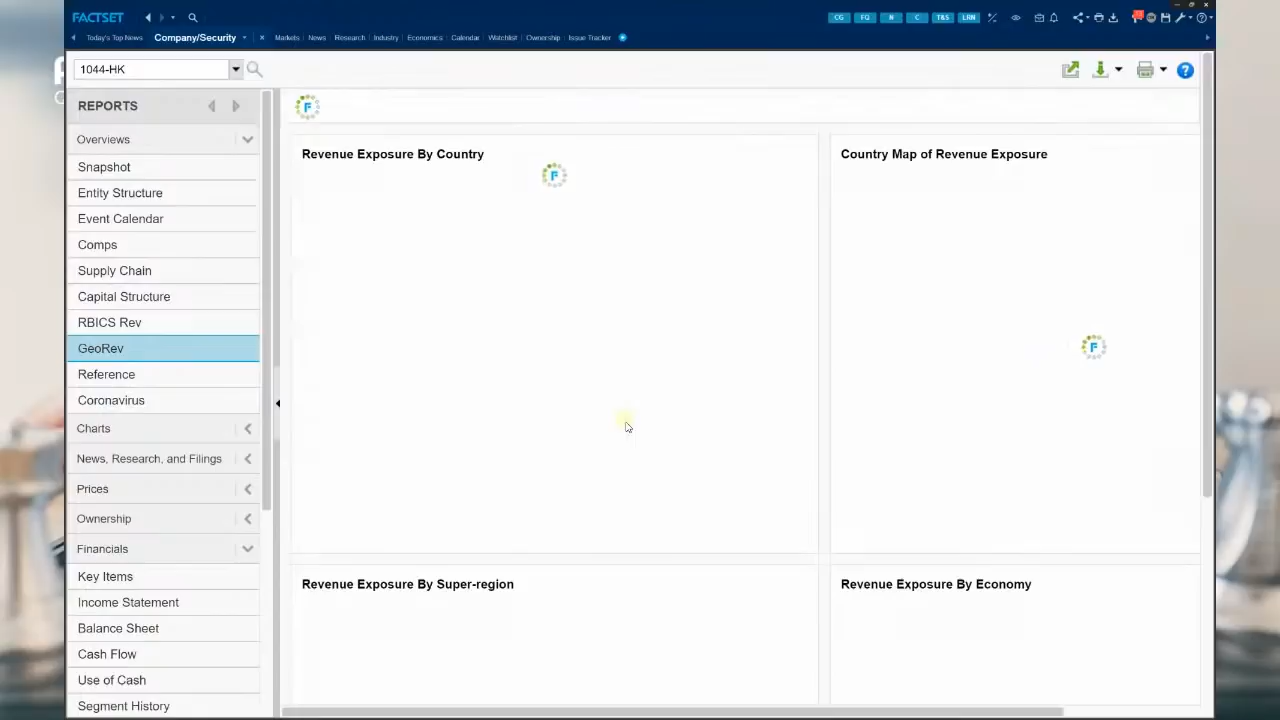 FACTSET
CG FQ N C T&S LRN
Today's Top News Company/Security Markets News Research Industry Economics Calendar Watchlist Ownership Issue Tracker
1044-HK
REPORTS
Overviews
Snapshot
Entity Structure
Event Calendar
Comps
Supply Chain
Capital Structure
RBICS Rev
GeoRev
Reference
Coronavirus
Charts
News, Research, and Filings
Prices
Ownership
Financials
Key Items
Income Statement
Balance Sheet
Cash Flow
Use of Cash
Segment History
F
Revenue Exposure By Country
F
Country Map of Revenue Exposure
F
Revenue Exposure By Super-region
Revenue Exposure By Economy